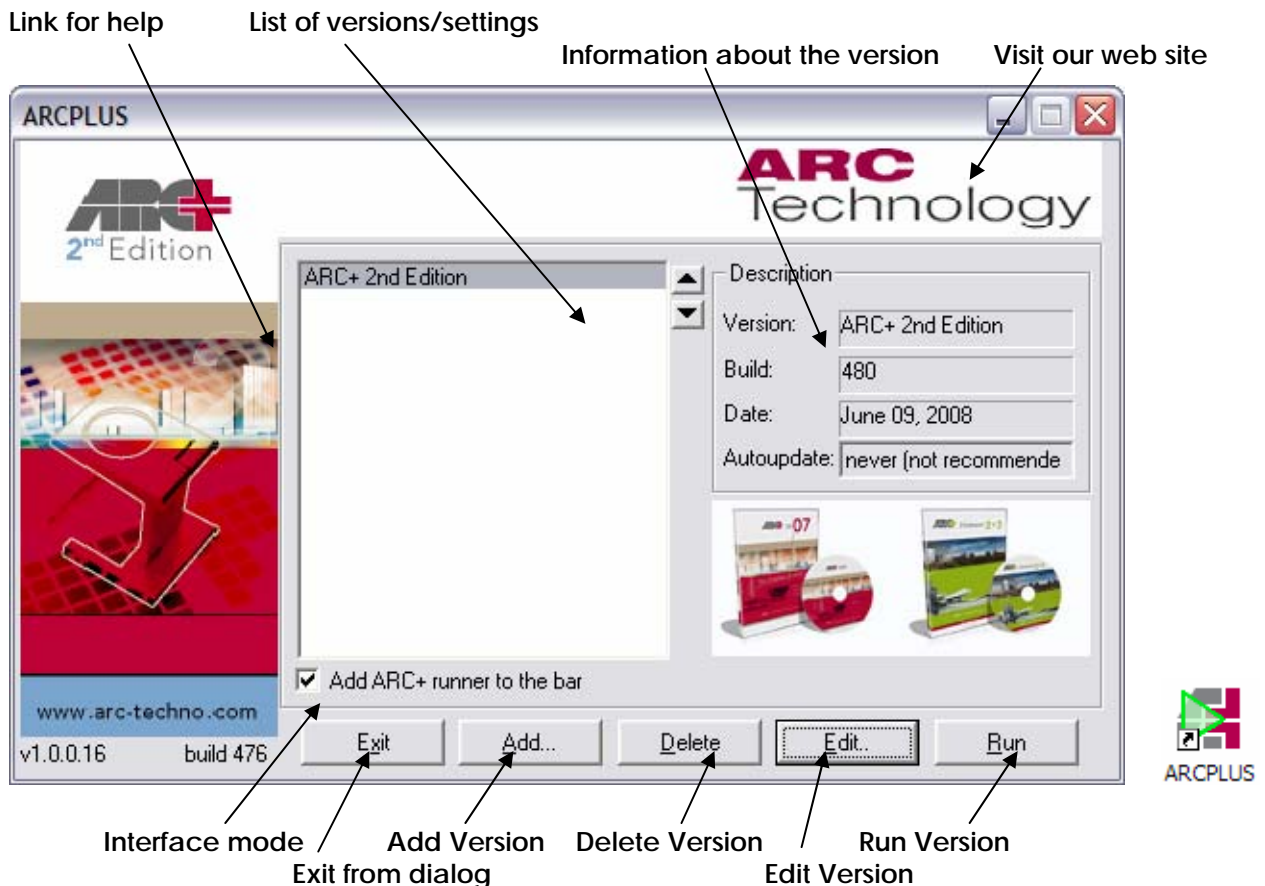 Link for help
List of versions/settings
Information about the version
Visit our web site
ARCPLUS
ARC+
2nd Edition
ARC
Technology
ARC+ 2nd Edition
Description
Version: ARC+ 2nd Edition
Build: 480
Date: June 09, 2008
Autoupdate: never (not recommende
07
Add ARC+ runner to the bar
www.arc-techno.com
v1.0.0.16 build 476
Exit
Add...
Delete
Edit..
Run
ARCPLUS
Interface mode
Add Version
Delete Version
Run Version
Exit from dialog
Edit Version